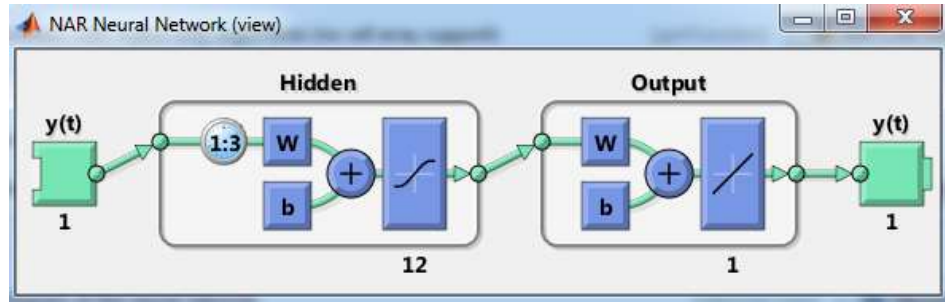 NAR Neural Network (view)
Hidden
Output
y(t)
1:3
W
b
+
W
b
+
y(t)
1
12
1
1